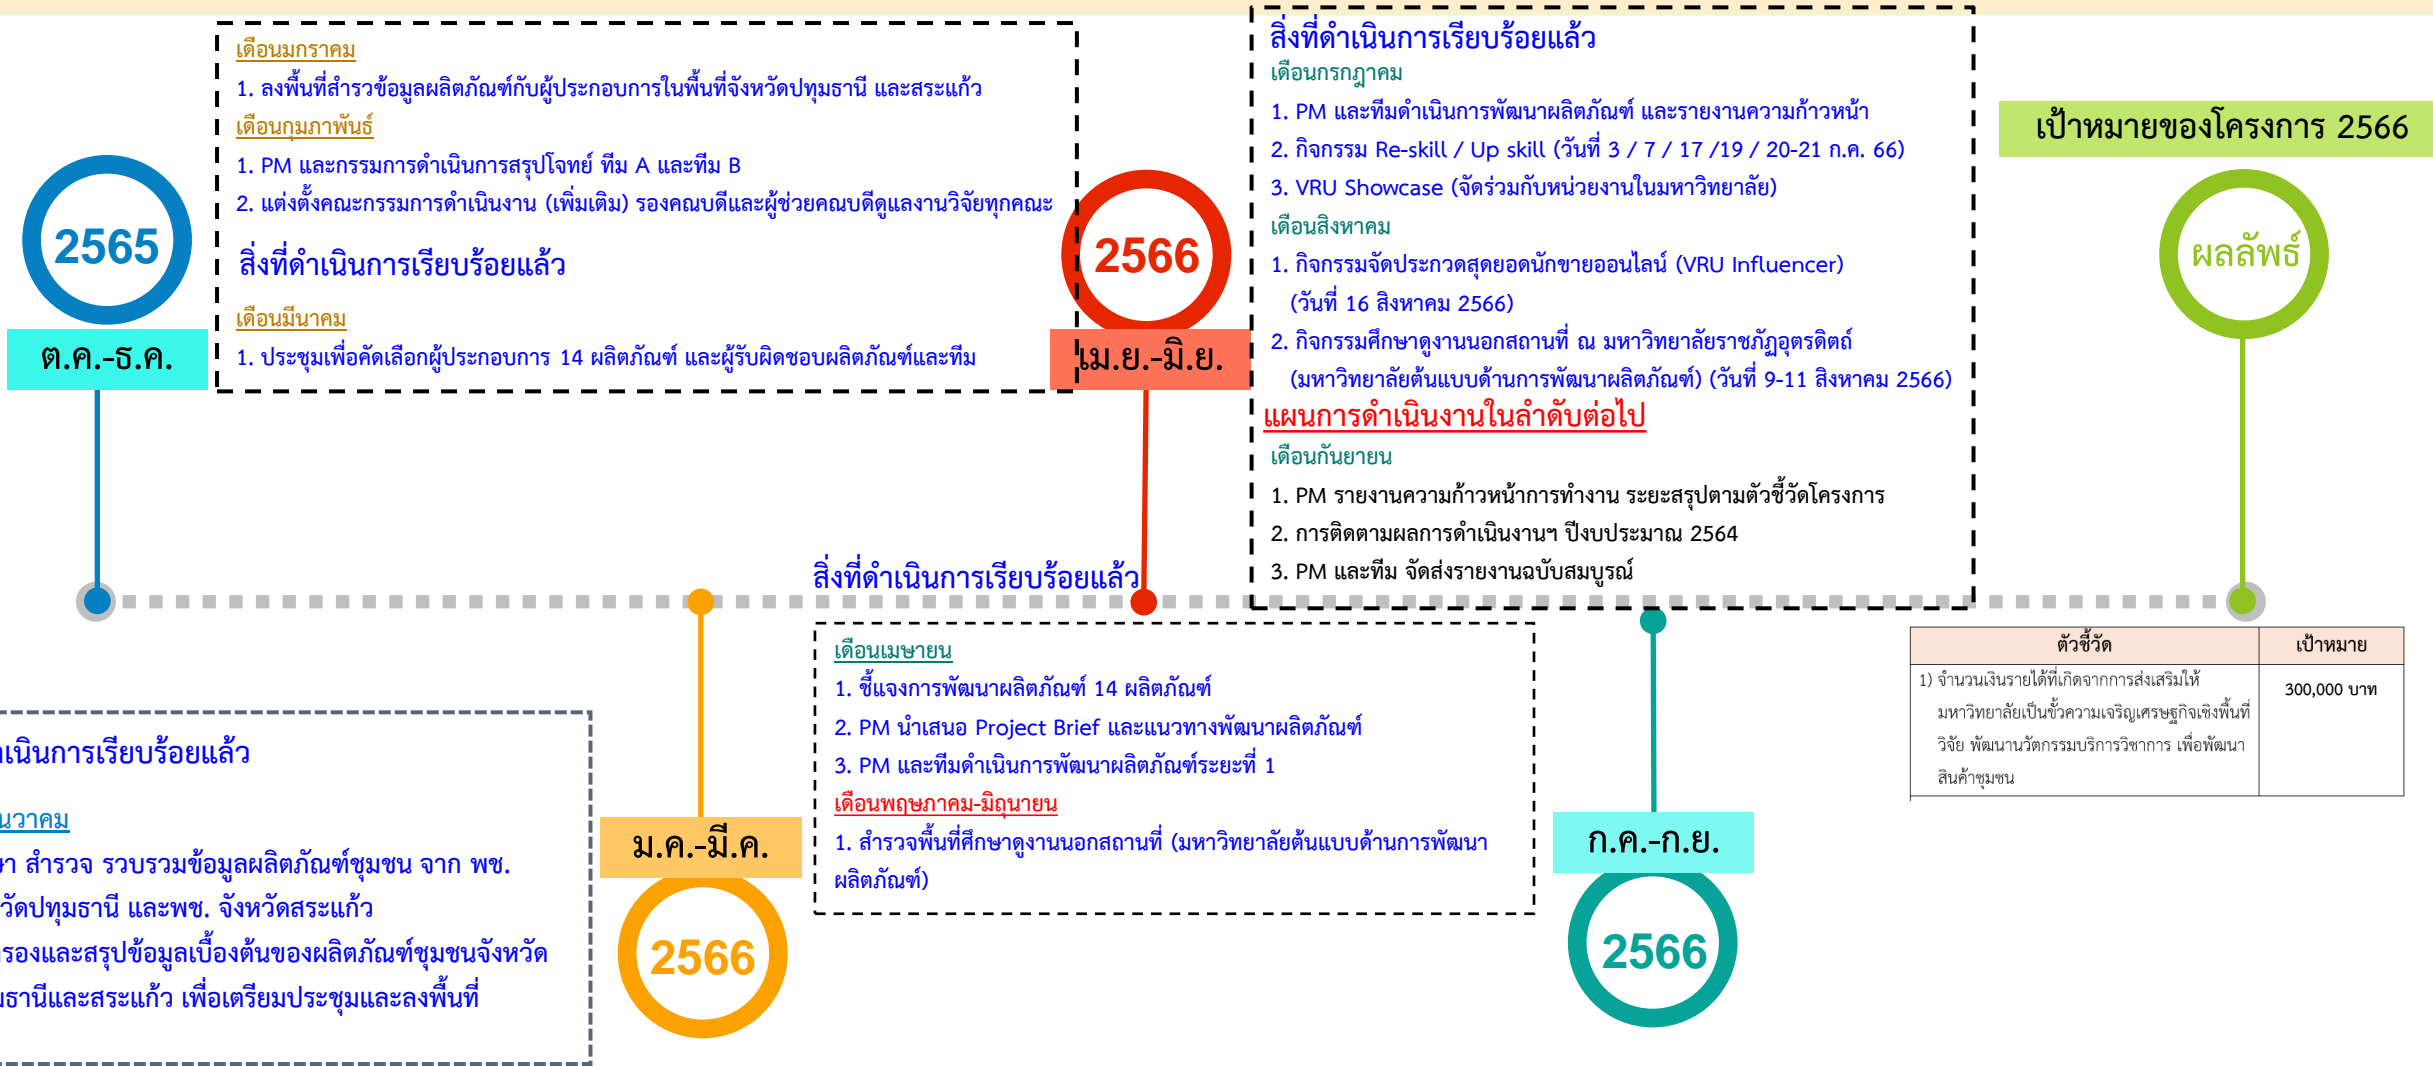 2565
ต.ค.-ธ.ค.
เดือนมกราคม
1. ลงพื้นที่สำรวข้อมูลผลิตภัณฑ์กับผู้ประกอบการในพื้นที่จังหวัดปทุมธานี และสระแก้ว
เดือนกุมภาพันธ์
1. PM และกรรมการดำเนินการสรุปโจทย์ ทีม A และทีม B
2. แต่งตั้งคณะกรรมการดำเนินงาน (เพิ่มเติม) รองคณบดีและผู้ช่วยคณบดีดูแลงานวิจัยทุกคณะ
สิ่งที่ดำเนินการเรียบร้อยแล้ว
เดือนมีนาคม
1. ประชุมเพื่อคัดเลือกผู้ประกอบการ 14 ผลิตภัณฑ์ และผู้รับผิดชอบผลิตภัณฑ์และทีม
2566
เม.ย.-มิ.ย.
สิ่งที่ดำเนินการเรียบร้อยแล้ว
เดือนกรกฎาคม
1. PM และทีมดำเนินการพัฒนาผลิตภัณฑ์ และรายงานความก้าวหน้า
2. กิจกรรม Re-skill / Up skill (วันที่ 3 / 7 / 17 /19 / 20-21 ก.ค. 66)
3. VRU Showcase (จัดร่วมกับหน่วยงานในมหาวิทยาลัย)
เดือนสิงหาคม
1. กิจกรรมจัดประกวดสุดยอดนักขายออนไลน์ (VRU Influencer)
(วันที่ 16 สิงหาคม 2566)
2. กิจกรรมศึกษาดูงานนอกสถานที่ ณ มหาวิทยาลัยราชภัฏอุตรดิตถ์
(มหาวิทยาลัยต้นแบบด้านการพัฒนาผลิตภัณฑ์) (วันที่ 9-11 สิงหาคม 2566)
แผนการดำเนินงานในลำดับต่อไป
เดือนกันยายน
1. PM รายงานความก้าวหน้าการทำงาน ระยะสรุปตามตัวชี้วัดโครงการ
2. การติดตามผลการดำเนินงานฯ ปีงบประมาณ 2564
3. PM และทีม จัดส่งรายงานฉบับสมบูรณ์
เป้าหมายของโครงการ 2566
ผลลัพธ์
ตัวชี้วัด เป้าหมาย
1) จำนวนเงินรายได้ที่เกิดจากการส่งเสริมให้ 300,000 บาท
มหาวิทยาลัยเป็นขั้วความเจริญเศรษฐกิจเชิงพื้นที่
วิจัย พัฒนานวัตกรรมบริการวิชาการ เพื่อพัฒนา
สินค้าชุมชน
ำเนินการเรียบร้อยแล้ว
นวาคม
ษา สำรวจ รวบรวมข้อมูลผลิตภัณฑ์ชุมชน จาก พช.
วัดปทุมธานี และพช. จังหวัดสระแก้ว
รองและสรุปข้อมูลเบื้องต้นของผลิตภัณฑ์ชุมชนจังหวัด
มธานีและสระแก้ว เพื่อเตรียมประชุมและลงพื้นที่
ม.ค.-มี.ค.
2566
สิ่งที่ดำเนินการเรียบร้อยแล้ว
เดือนเมษายน
1. ชี้แจงการพัฒนาผลิตภัณฑ์ 14 ผลิตภัณฑ์
2. PM นำเสนอ Project Brief และแนวทางพัฒนาผลิตภัณฑ์
3. PM และทีมดำเนินการพัฒนาผลิตภัณฑ์ระยะที่ 1
เดือนพฤษภาคม-มิถุนายน
1. สำรวจพื้นที่ศึกษาดูงานนอกสถานที่ (มหาวิทยาลัยต้นแบบด้านการพัฒนา
ผลิตภัณฑ์)
ก.ค.-ก.ย.
2566